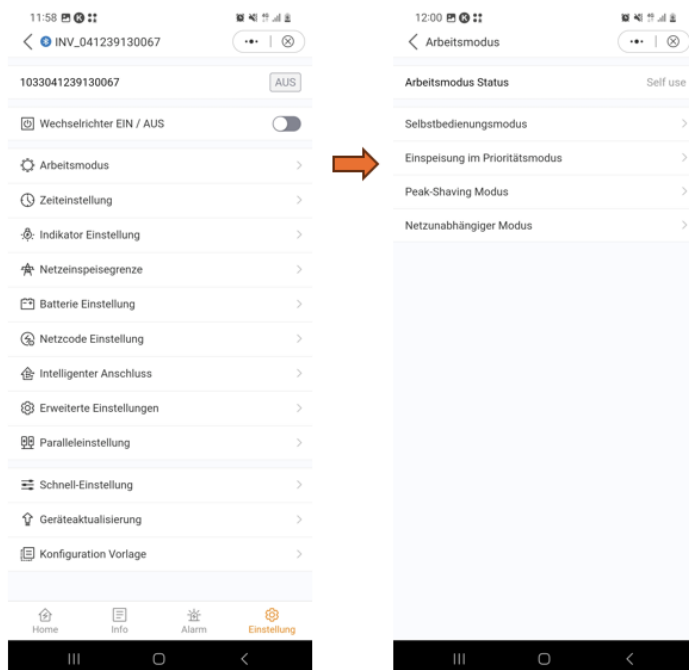 11:58
INV_041239130067
1033041239130067
AUS
Wechselrichter EIN / AUS
Arbeitsmodus
Zeiteinstellung
Indikator Einstellung
Netzeinspeisegrenze
Batterie Einstellung
Netzcode Einstellung
Intelligenter Anschluss
Erweiterte Einstellungen
Paralleleinstellung
Schnell-Einstellung
Geräteaktualisierung
Konfiguration Vorlage
Home
Info
Alarm
Einstellung
12:00
Arbeitsmodus
Arbeitsmodus Status
Self use
Selbstbedienungsmodus
Einspeisung im Prioritätsmodus
Peak-Shaving Modus
Netzunabhängiger Modus